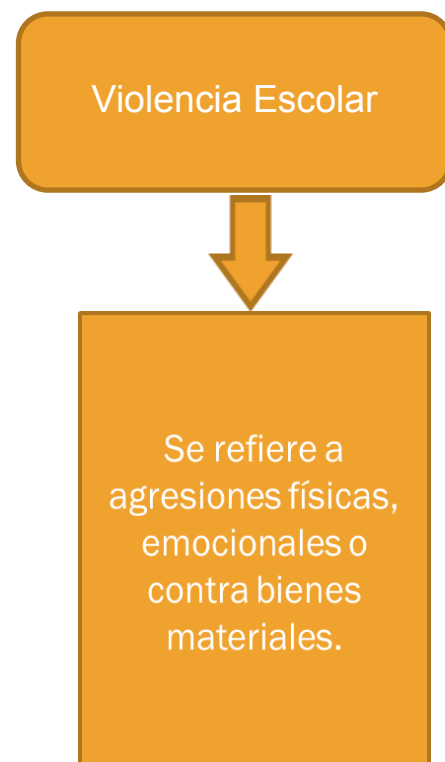 Violencia Escolar
Se refiere a
agresiones físicas,
emocionales o
contra bienes
materiales.